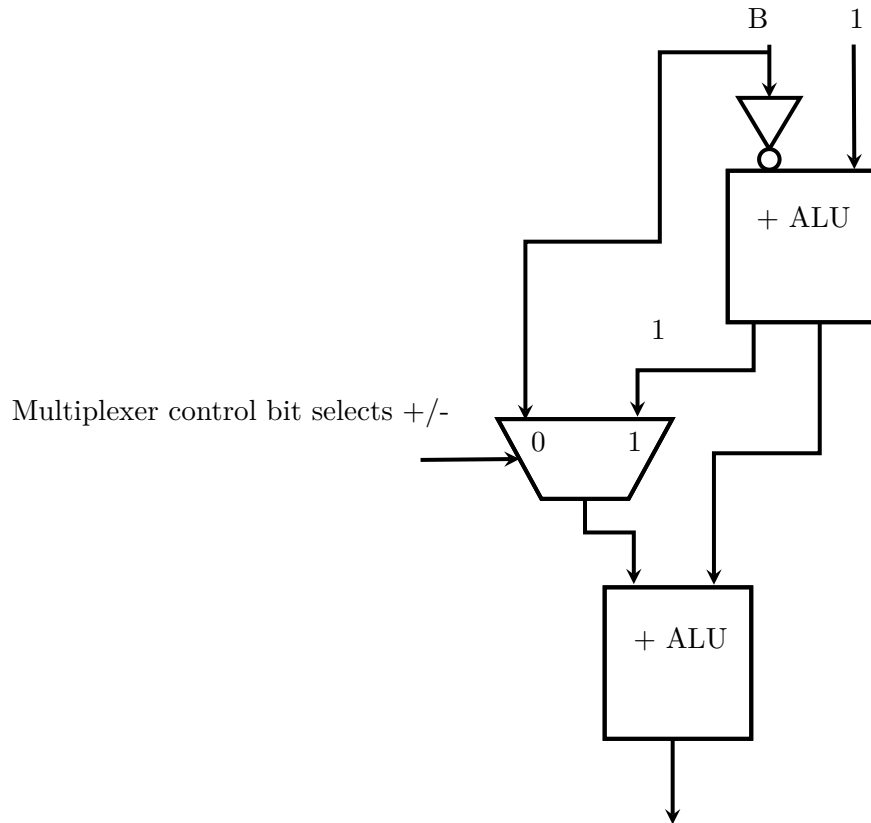 B
1
+ ALU
1
Multiplexer control bit selects +/-
0
1
+ ALU